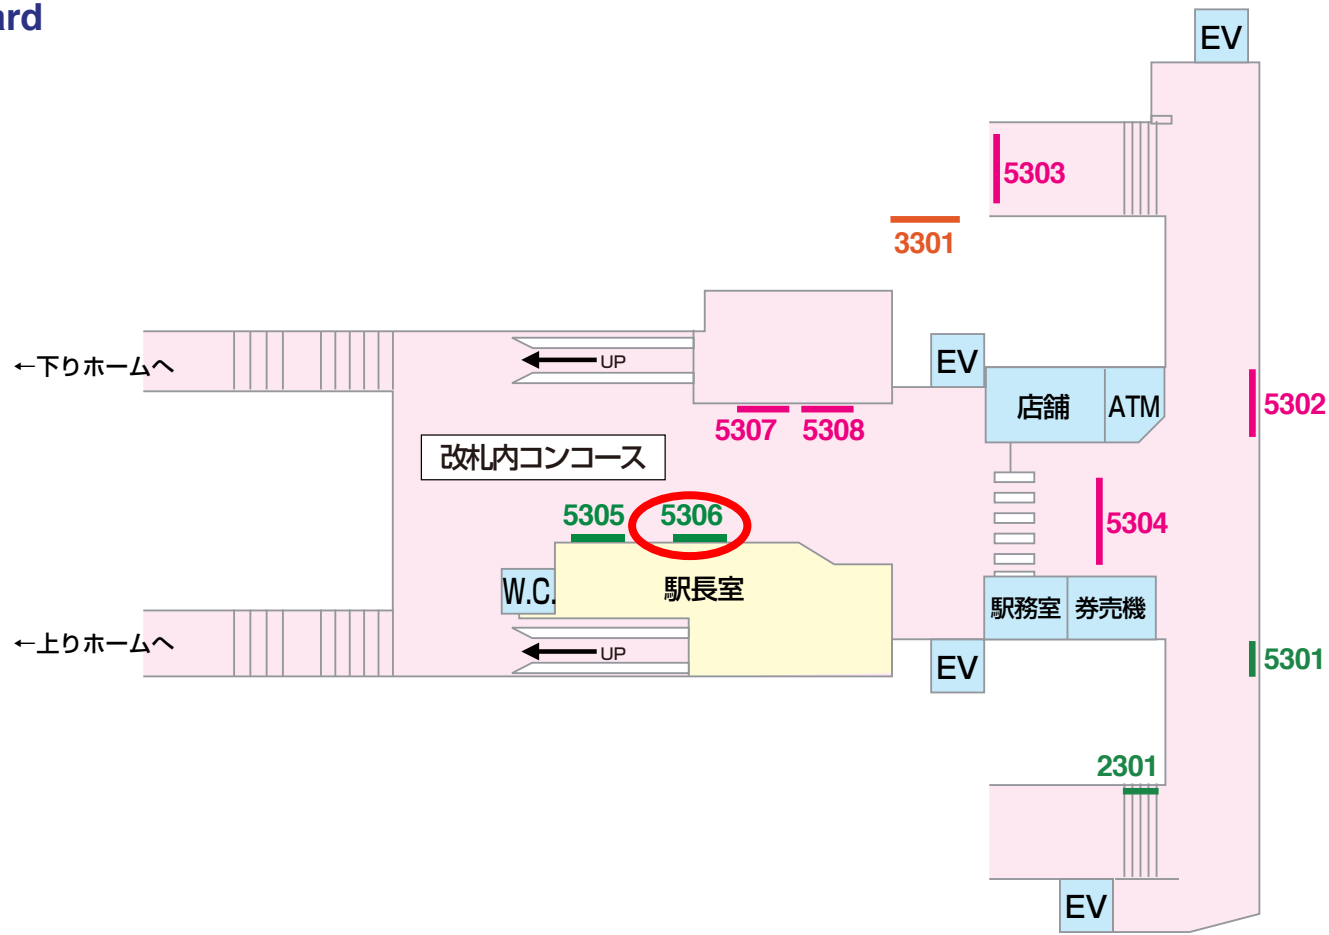 ard
EV
5303
3301
←下りホームへ
UP
EV
店舗
ATM
5302
5307
5308
改札内コンコース
5305
5306
5304
W.C.
駅長室
駅務室
券売機
←上りホームへ
UP
EV
5301
2301
EV